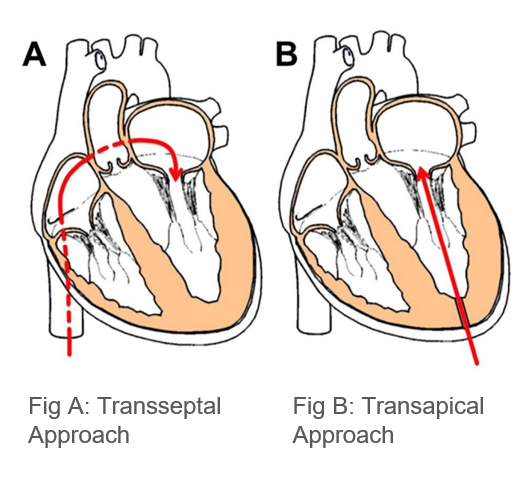 A
B
Fig A: Transseptal
Approach
Fig B: Transapical
Approach